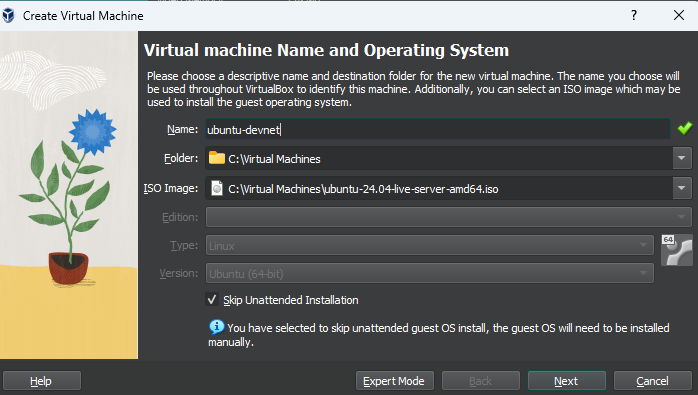 Create Virtual Machine
? ×
Virtual machine Name and Operating System
Please choose a descriptive name and destination folder for the new virtual machine. The name you choose will
be used throughout VirtualBox to identify this machine. Additionally, you can select an ISO image which may be
used to install the guest operating system.
Name: ubuntu-devnet
Folder: C:\Virtual Machines
ISO Image: C:\Virtual Machines\ubuntu-24.04-live-server-amd64.iso
Edition:
Type: Linux
64
Version: Ubuntu (64-bit)
Skip Unattended Installation
You have selected to skip unattended guest OS install, the guest OS will need to be installed
manually.
Help Expert Mode Back Next Cancel